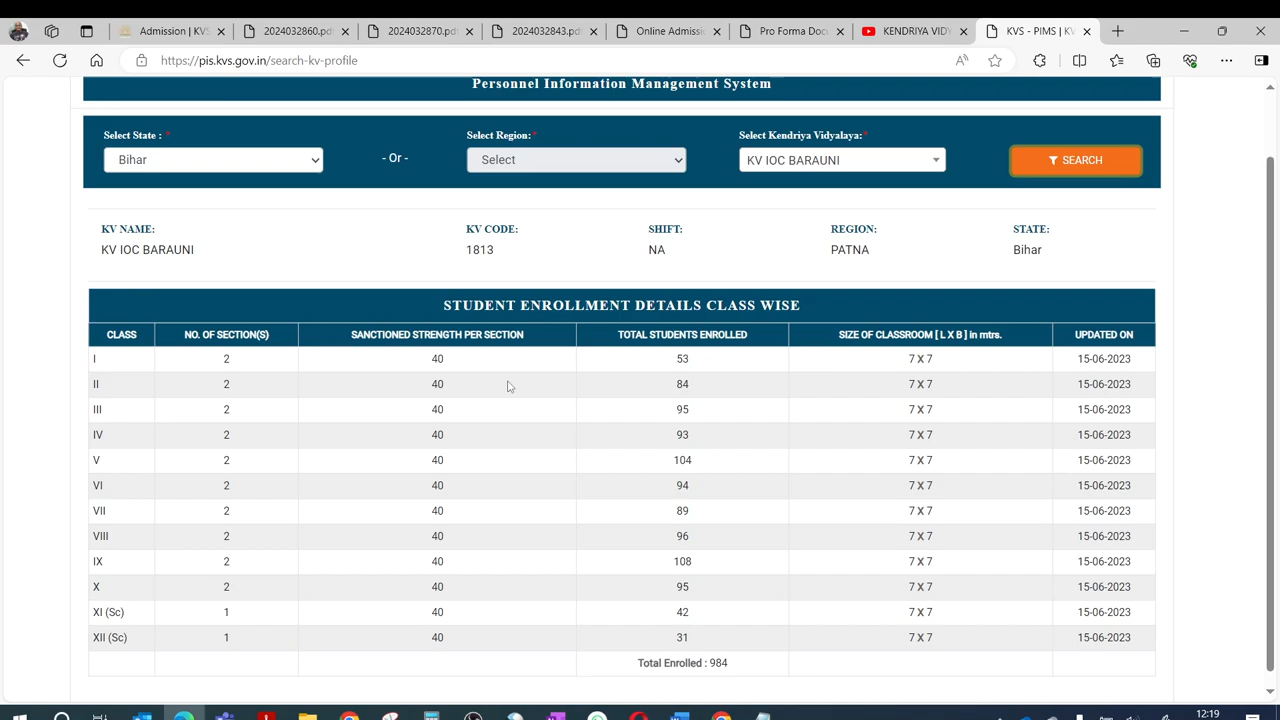 Admission | KVS
2024032860.pdf
2024032870.pdf
2024032843.pdf
Online Admissio
Pro Forma Docu
KENDRIYA VIDY
KVS - PIMS | KV
https://pis.kvs.gov.in/search-kv-profile
Personnel Information Management System
Select State : *
Select Region:*
Select Kendriya Vidyalaya:*
Bihar
- Or -
Select
KV IOC BARAUNI
SEARCH
KV NAME: KV CODE: SHIFT: REGION: STATE:
KV IOC BARAUNI 1813 NA PATNA Bihar
STUDENT ENROLLMENT DETAILS CLASS WISE
CLASS NO. OF SECTION(S) SANCTIONED STRENGTH PER SECTION TOTAL STUDENTS ENROLLED SIZE OF CLASSROOM [ L X B ] in mtrs. UPDATED ON
I 2 40 53 7 X 7 15-06-2023
II 2 40 84 7 X 7 15-06-2023
III 2 40 95 7 X 7 15-06-2023
IV 2 40 93 7 X 7 15-06-2023
V 2 40 104 7 X 7 15-06-2023
VI 2 40 94 7 X 7 15-06-2023
VII 2 40 89 7 X 7 15-06-2023
VIII 2 40 96 7 X 7 15-06-2023
IX 2 40 108 7 X 7 15-06-2023
X 2 40 95 7 X 7 15-06-2023
XI (Sc) 1 40 42 7 X 7 15-06-2023
XII (Sc) 1 40 31 7 X 7 15-06-2023
Total Enrolled : 984
12:19